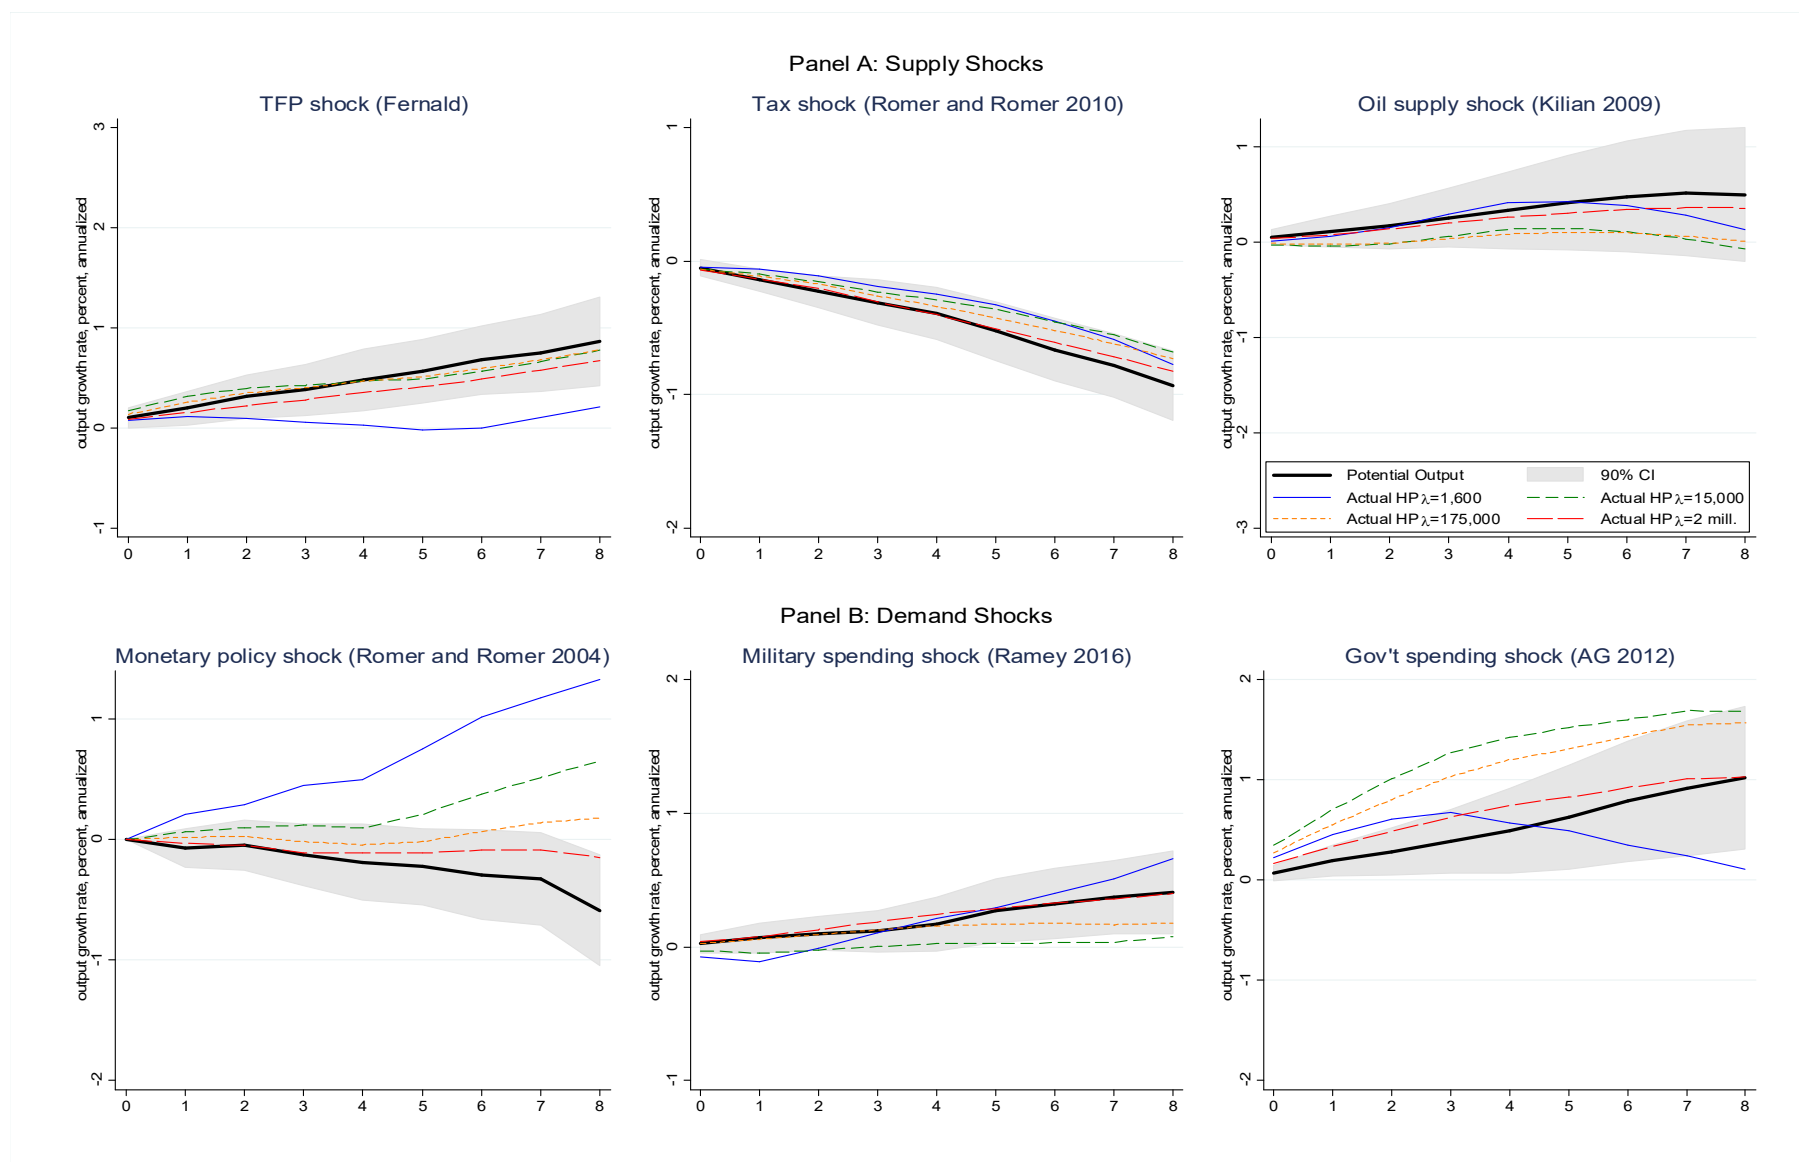 Panel A: Supply Shocks
TFP shock (Fernald)
output growth rate, percent, annualized
3
2
1
0
-1
0 1 2 3 4 5 6 7 8
Tax shock (Romer and Romer 2010)
output growth rate, percent, annualized
1
0
-1
-2
0 1 2 3 4 5 6 7 8
Oil supply shock (Kilian 2009)
output growth rate, percent, annualized
1
0
-1
-2
-3
Potential Output 90% CI
Actual HP λ=1,600 Actual HP λ=15,000
Actual HP λ=175,000 Actual HP λ=2 mill.
0 1 2 3 4 5 6 7 8
Panel B: Demand Shocks
Monetary policy shock (Romer and Romer 2004)
output growth rate, percent, annualized
1
0
-1
-2
0 1 2 3 4 5 6 7 8
Military spending shock (Ramey 2016)
output growth rate, percent, annualized
2
1
0
-1
0 1 2 3 4 5 6 7 8
Gov't spending shock (AG 2012)
output growth rate, percent, annualized
2
1
0
-1
-2
0 1 2 3 4 5 6 7 8